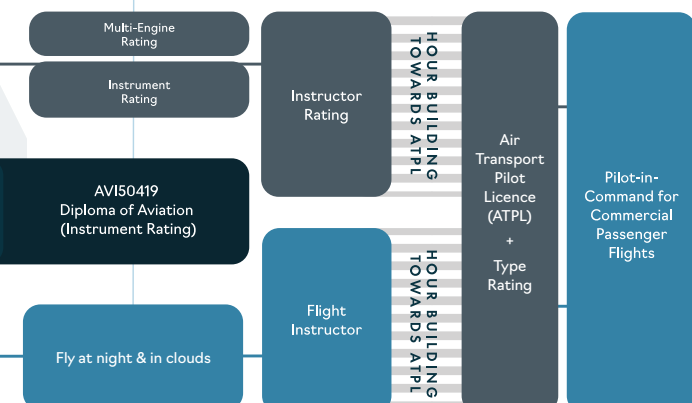 Multi-Engine
Rating
Instrument
Rating
AVI50419
Diploma of Aviation
(Instrument Rating)
Fly at night & in clouds
Instructor
Rating
Flight
Instructor
HOUR BUILDING
TOWARDS ATPL
HOUR BUILDING
TOWARDS ATPL
Air
Transport
Pilot
Licence
(ATPL)
+
Type
Rating
Pilot-in-
Command for
Commercial
Passenger
Flights